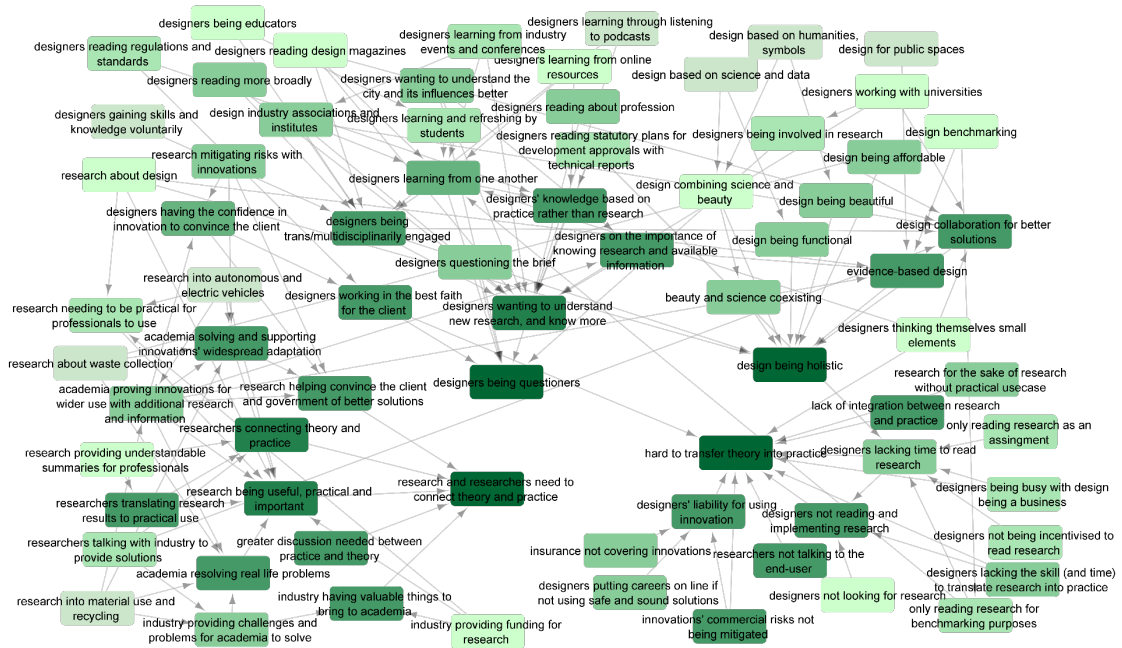 designers being educators
designers reading regulations and
standards
designers reading design magazines
designers learning from industry
events and conferences
designers learning through listening
to podcasts
design based on humanities,
symbols
design for public spaces
designers reading more broadly
designers wanting to understand the
city and its influences better
designers learning from online
resources
design based on science and data
designers working with universities
designers gaining skills and
knowledge voluntarily
design industry associations and
institutes
designers learning and refreshing by
students
designers reading about profession
designers being involved in research
design benchmarking
research mitigating risks with
innovations
designers reading statutory plans for
development approvals with
technical reports
design being affordable
research about design
designers learning from one another
design combining science and
beauty
designers' knowledge based on
practice rather than research
design being beautiful
designers having the confidence in
innovation to convince the client
designers being
trans/multidisciplinarily engaged
designers on the importance of
knowing research and available
information
design being functional
design collaboration for better
solutions
designers questioning the brief
evidence-based design
research into autonomous and
electric vehicles
designers working in the best faith
for the client
designers wanting to understand
new research, and know more
beauty and science coexisting
research needing to be practical for
professionals to use
academia solving and supporting
innovations' widespread adaptation
designers thinking themselves small
elements
research about waste collection
design being holistic
designers being questioners
research for the sake of research
without practical usecase
academia proving innovations for
wider use with additional research
and information
research helping convince the client
and government of better solutions
lack of integration between research
and practice
only reading research as an
assingment
researchers connecting theory and
practice
hard to transfer theory into practice
designers lacking time to read
research
research providing understandable
summaries for professionals
research being useful, practical and
important
research and researchers need to
connect theory and practice
designers being busy with design
being a business
researchers translating research
results to practical use
designers' liability for using
innovation
designers not reading and
implementing research
researchers talking with industry to
provide solutions
greater discussion needed between
practice and theory
insurance not covering innovations
researchers not talking to the
end-user
designers not being incentivised to
read research
academia resolving real life problems
designers putting careers on line if
not using safe and sound solutions
designers not looking for research
designers lacking the skill (and time)
to translate research into practice
research into material use and
recycling
industry having valuable things to
bring to academia
only reading research for
benchmarking purposes
industry providing challenges and
problems for academia to solve
industry providing funding for
research
innovations' commercial risks not
being mitigated